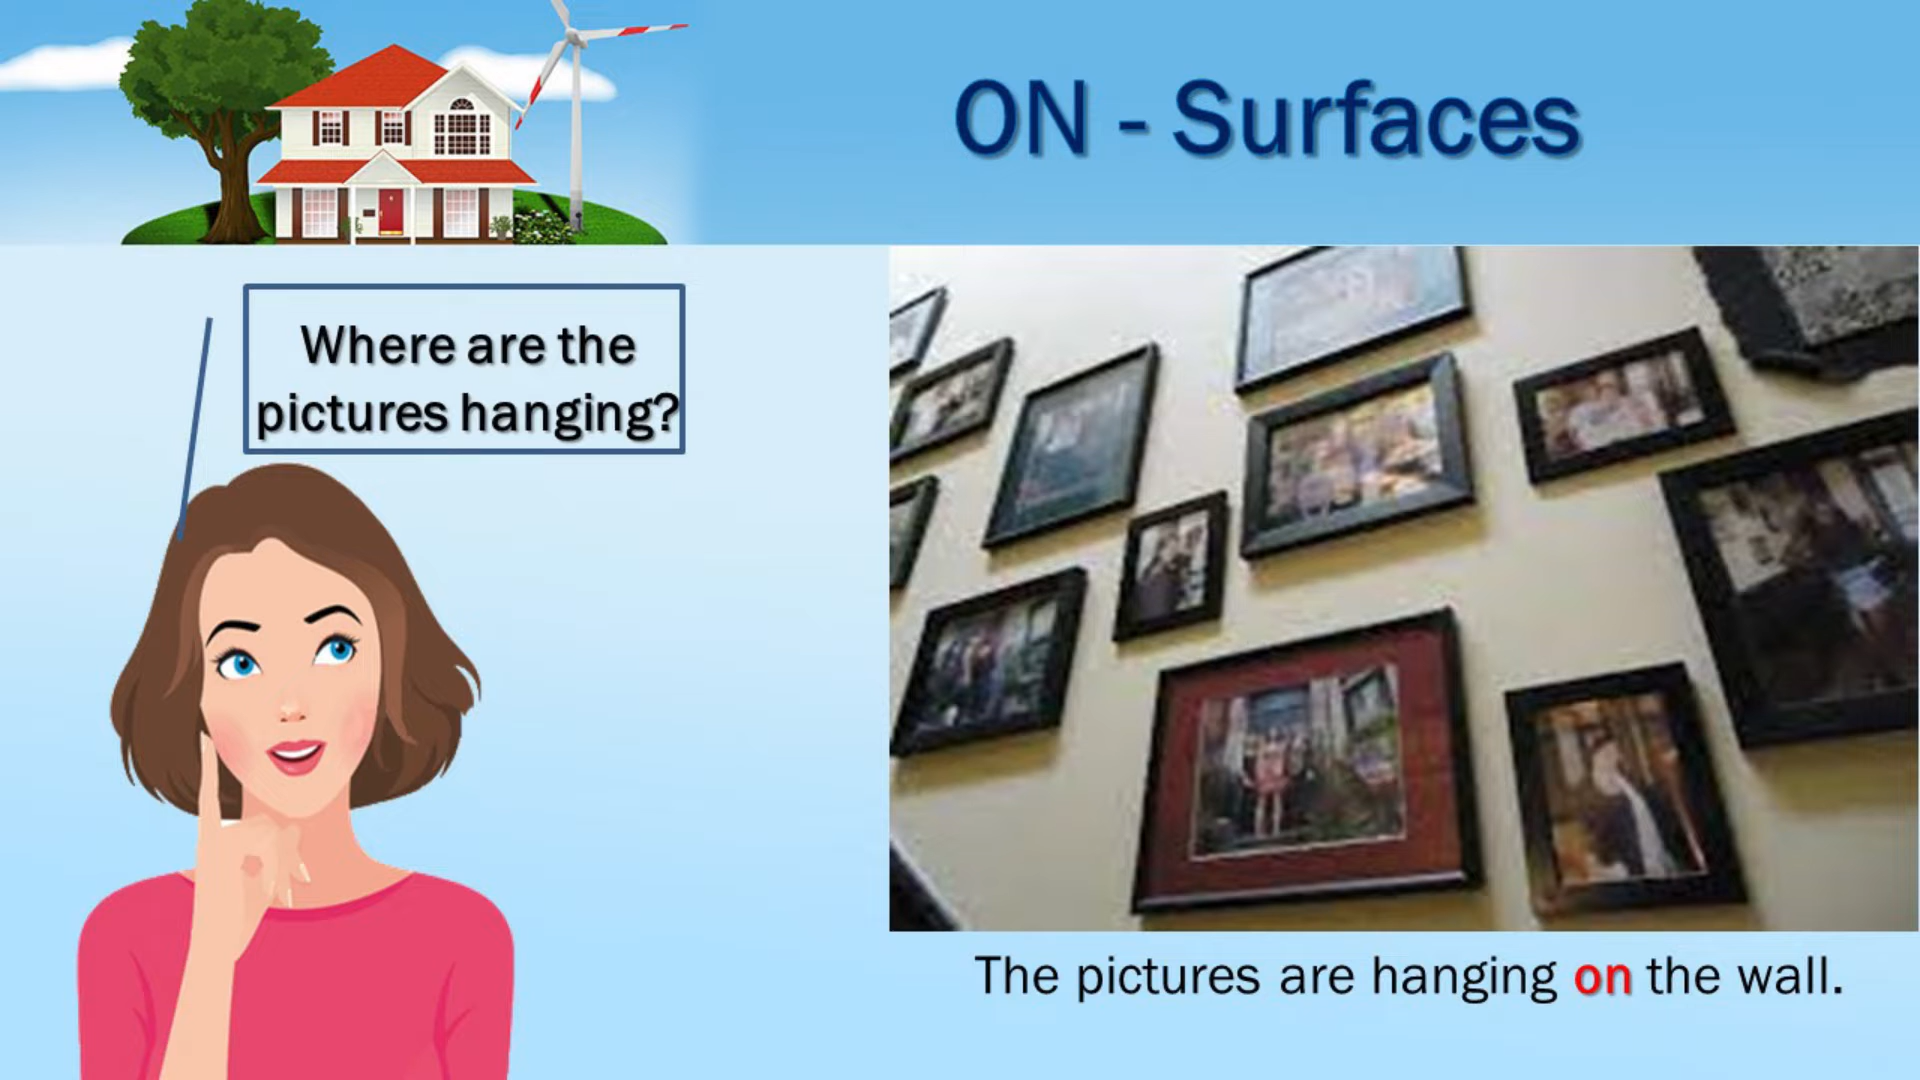 ON - Surfaces
Where are the
pictures hanging?
The pictures are hanging on the wall.